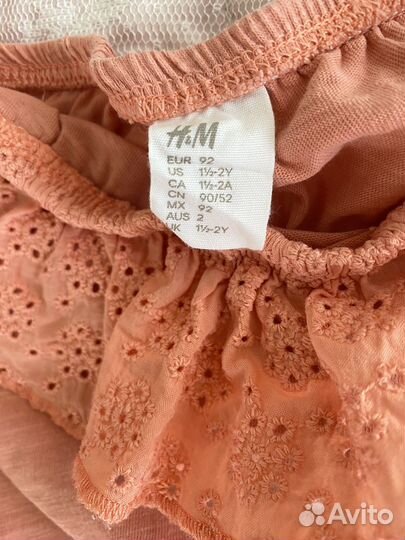 H&M
EUR 92
US 1½-2Y
CA 1½-2A
CN 90/52
MX 92
AUS 2
UK 1½-2Y
Avito